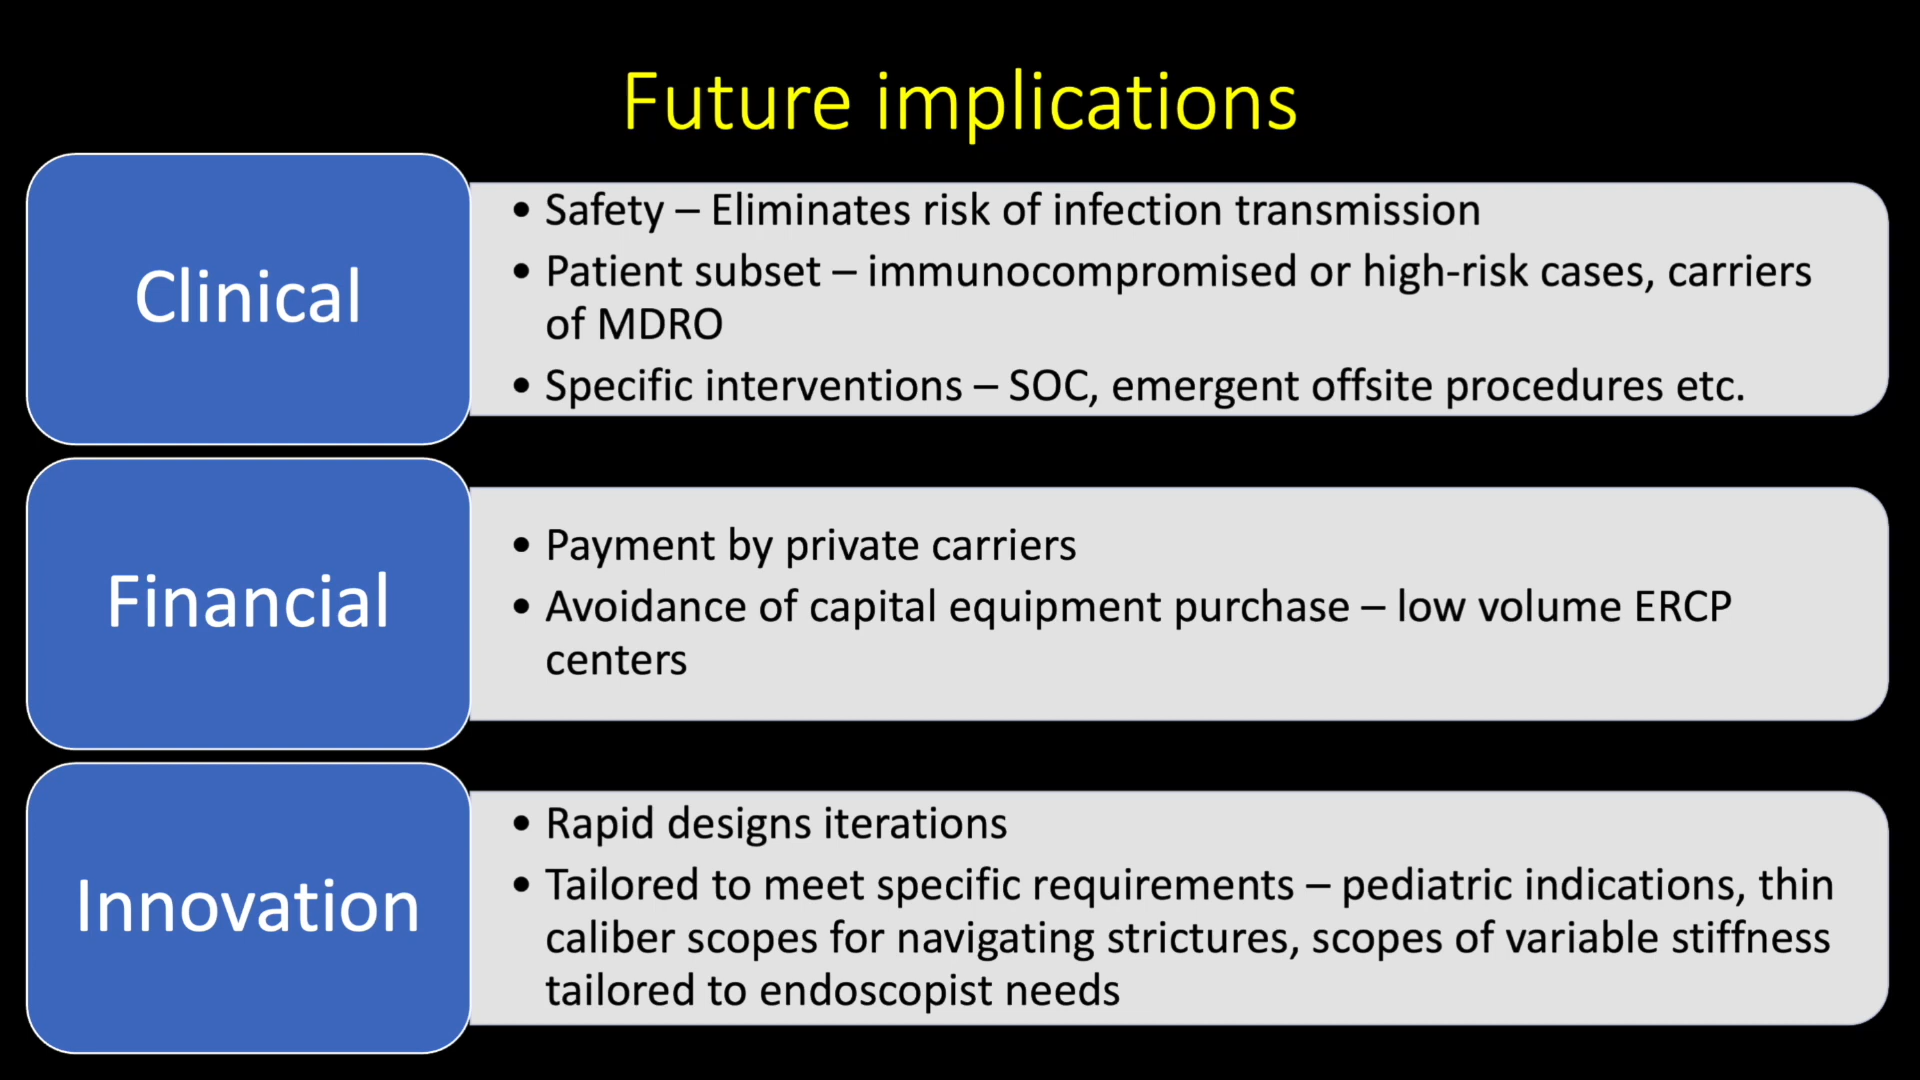 Future implications
Clinical
• Safety – Eliminates risk of infection transmission
• Patient subset – immunocompromised or high-risk cases, carriers
of MDRO
• Specific interventions – SOC, emergent offsite procedures etc.
Financial
• Payment by private carriers
• Avoidance of capital equipment purchase – low volume ERCP
centers
Innovation
• Rapid designs iterations
• Tailored to meet specific requirements – pediatric indications, thin
caliber scopes for navigating strictures, scopes of variable stiffness
tailored to endoscopist needs